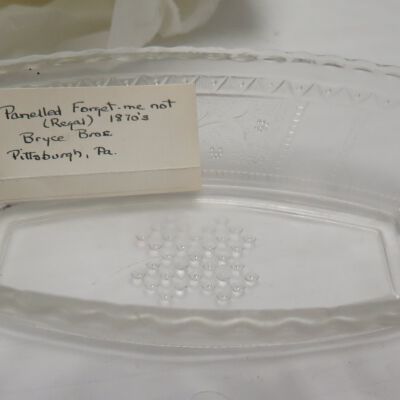 Panelled Forget-me not
(Regal) 1870's
Bryce Bros
Pittsburgh, Pa.